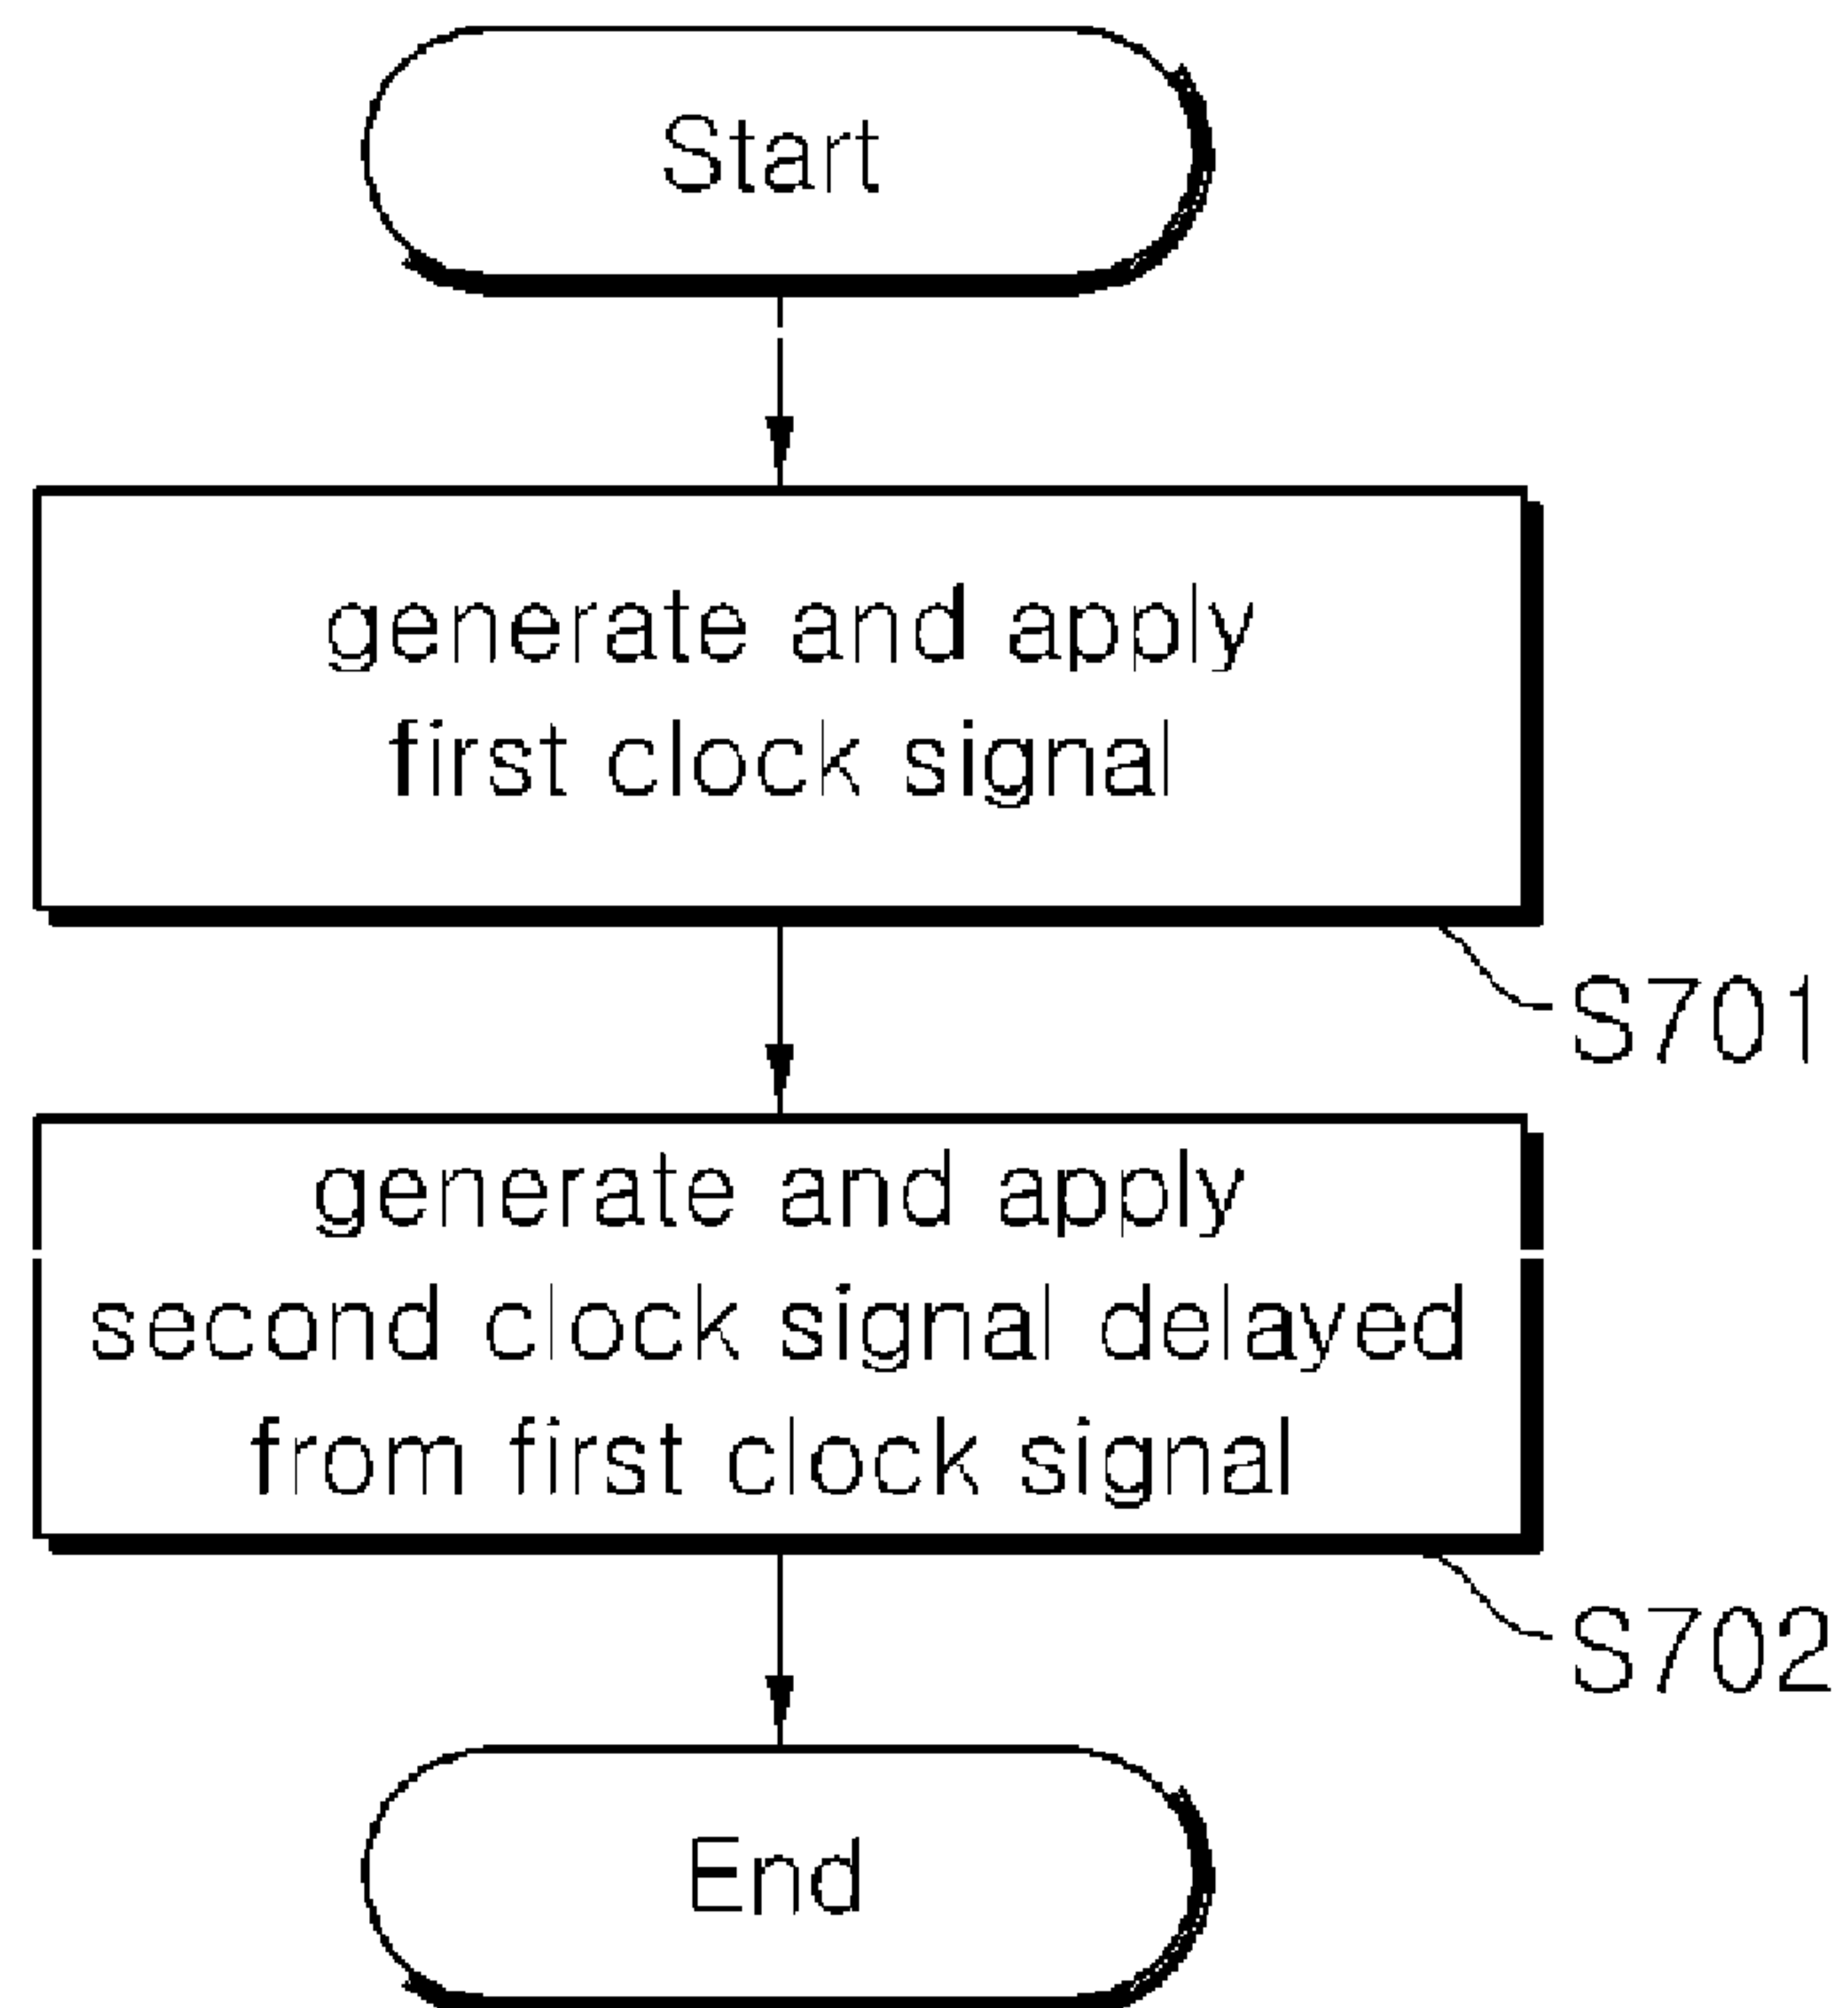 Start
generate and apply
first clock signal
S701
generate and apply
second clock signal delayed
from first clock signal
S702
End